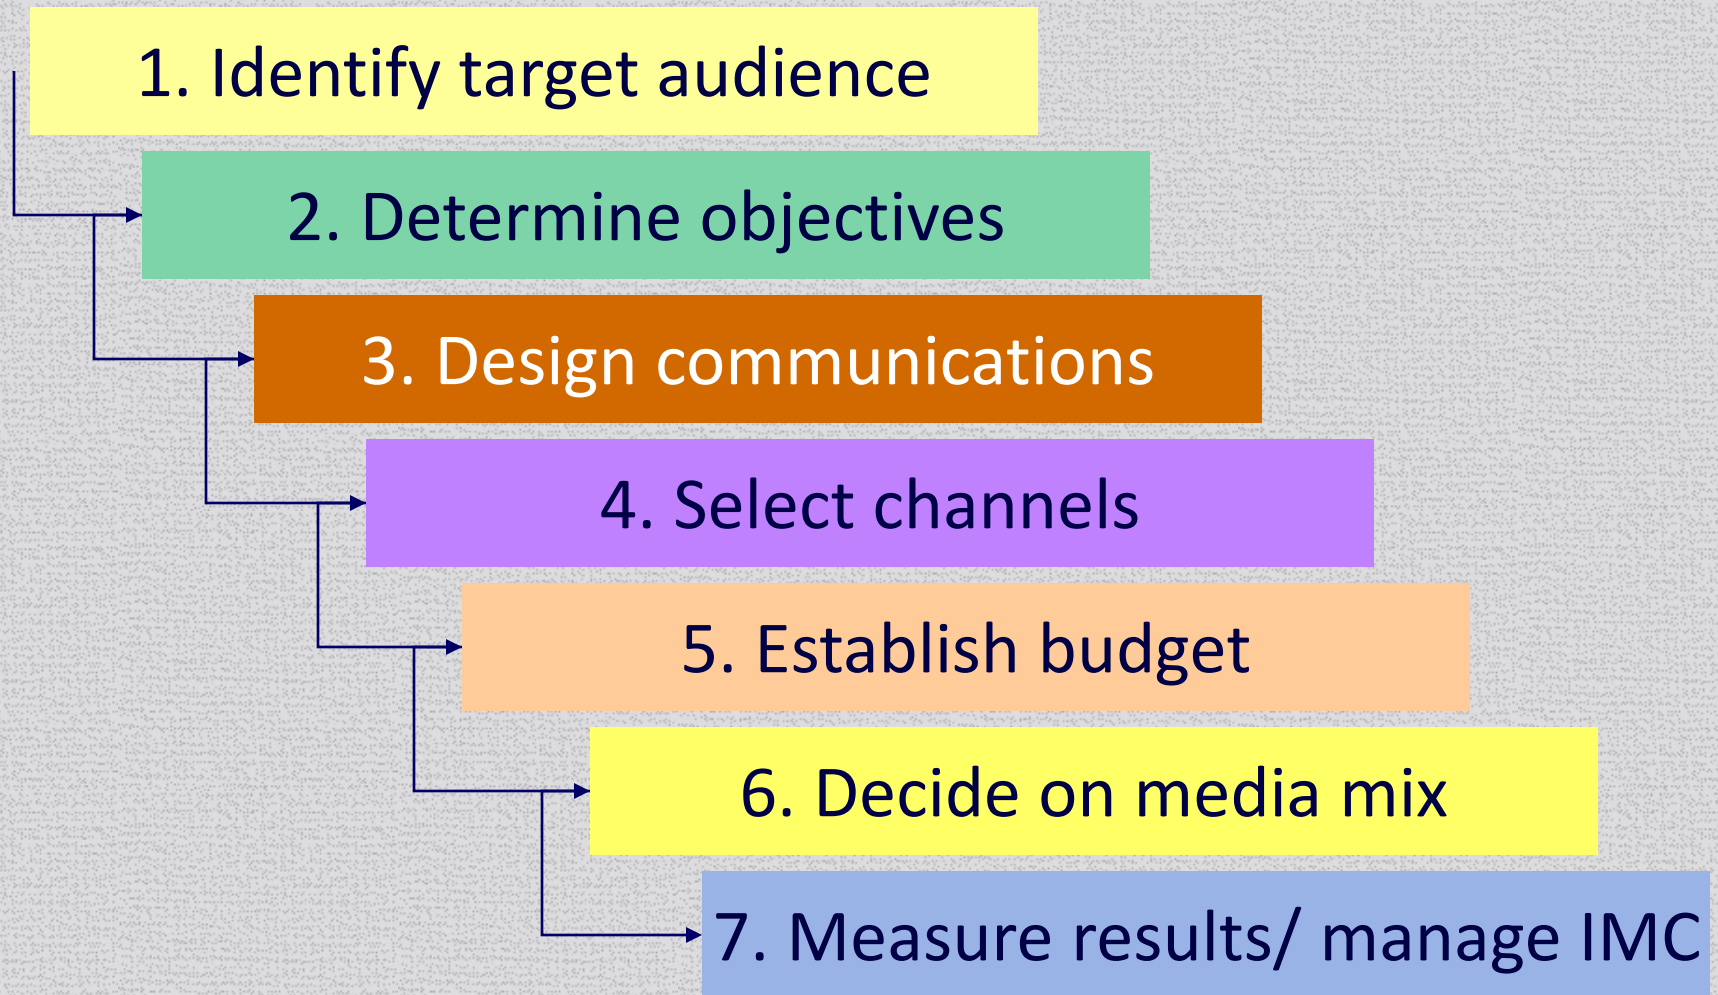 1. Identify target audience
2. Determine objectives
3. Design communications
4. Select channels
5. Establish budget
6. Decide on media mix
7. Measure results/ manage IMC